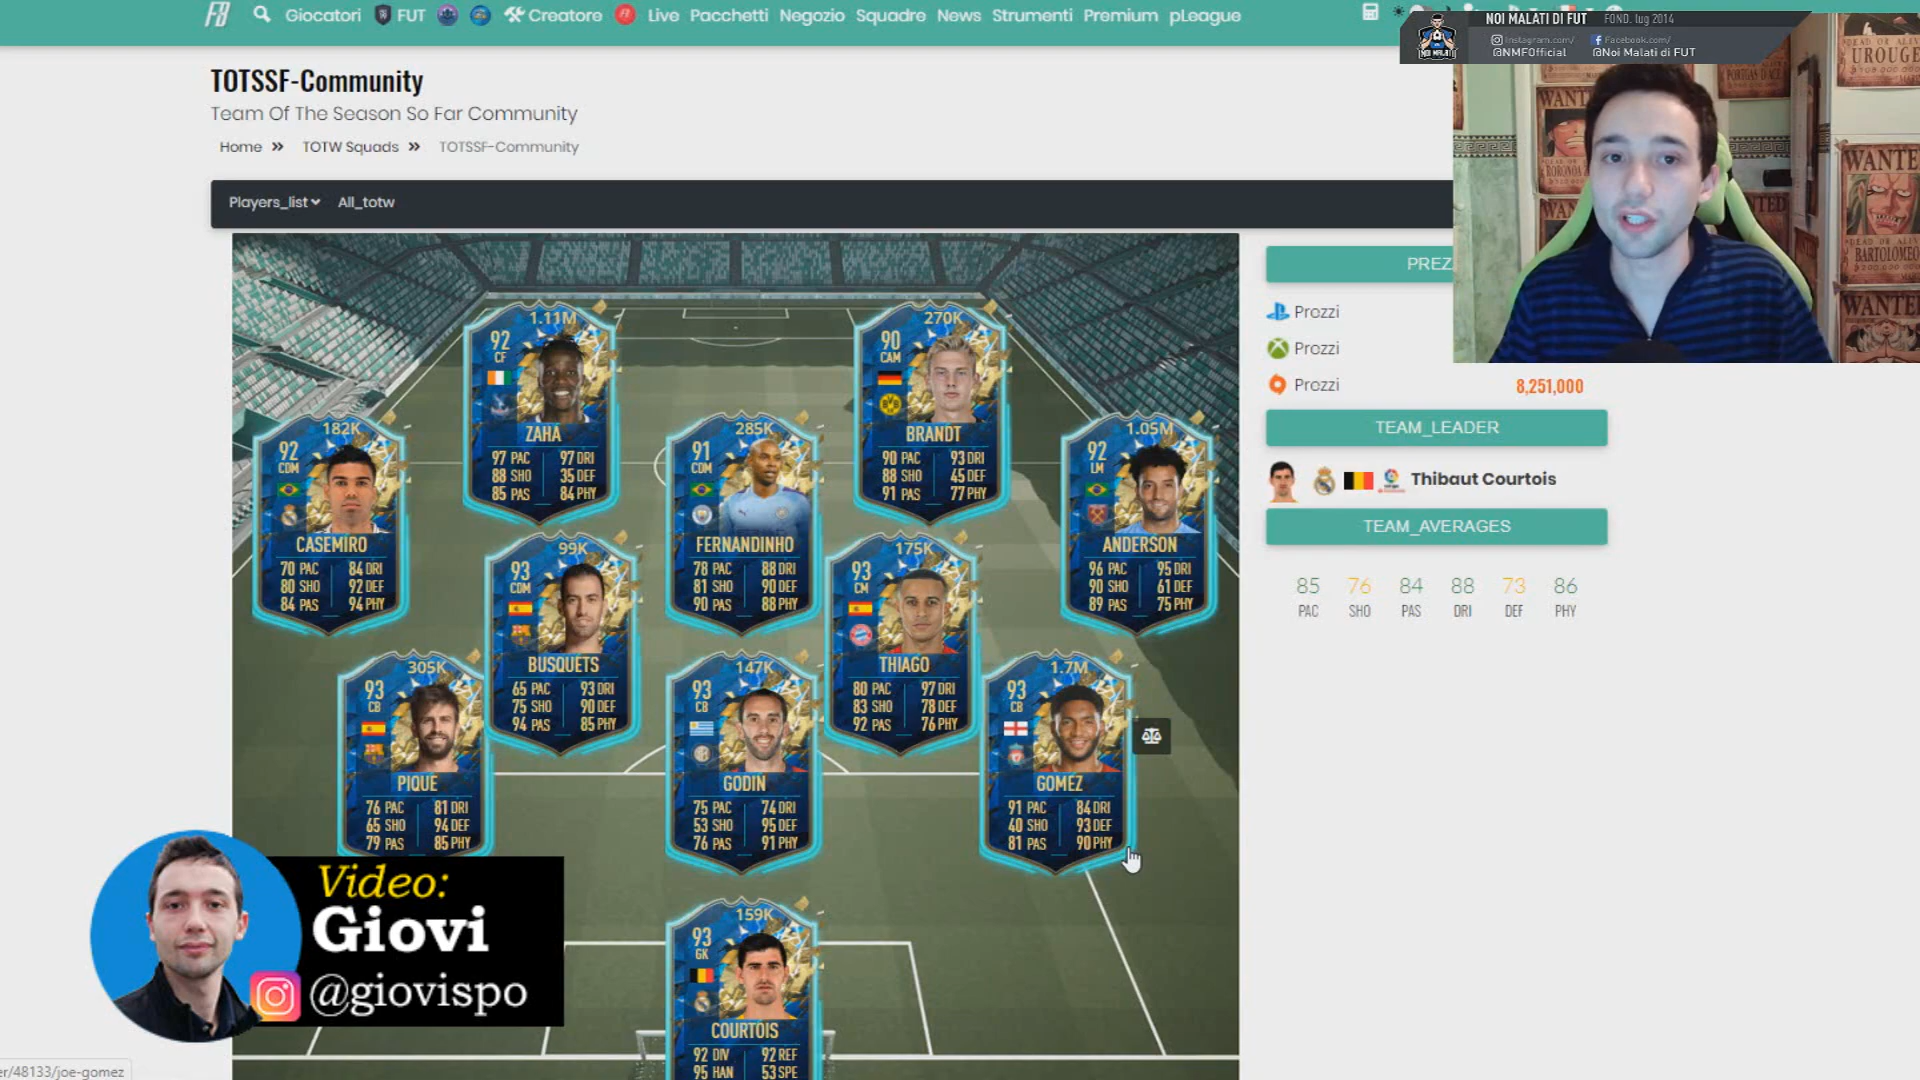 Giocatori FUT Creatore Live Pacchetti Negozio Squadre News Strumenti Premium pLeague
NOI MALATI DI FUT FOND. lug 2014
Instagram.com/ Facebook.com/
@NMFOfficial @Noi Malati di FUT
TOTSSF-Community
Team Of The Season So Far Community
Home » TOTW Squads » TOTSSF-Community
Players_list All_totw
Prozzi
Prozzi
Prozzi 8,251,000
TEAM_LEADER
Thibaut Courtois
TEAM_AVERAGES
85 76 84 88 73 86
PAC SHO PAS DRI DEF PHY
1.11M
92
CF
ZAHA
97 PAC 97 DRI
88 SHO 35 DEF
85 PAS 84 PHY
270K
90
CAM
BRANDT
90 PAC 93 DRI
88 SHO 45 DEF
91 PAS 77 PHY
182K
92
CDM
CASEMIRO
70 PAC 84 DRI
80 SHO 92 DEF
84 PAS 94 PHY
285K
91
CDM
FERNANDINHO
78 PAC 88 DRI
81 SHO 90 DEF
90 PAS 88 PHY
1.05M
92
LM
ANDERSON
96 PAC 95 DRI
90 SHO 61 DEF
89 PAS 75 PHY
99K
93
CDM
BUSQUETS
65 PAC 93 DRI
75 SHO 90 DEF
94 PAS 85 PHY
175K
93
CM
THIAGO
80 PAC 97 DRI
83 SHO 78 DEF
92 PAS 76 PHY
305K
93
CB
PIQUE
76 PAC 81 DRI
65 SHO 94 DEF
79 PAS 85 PHY
147K
93
CB
GODIN
75 PAC 74 DRI
53 SHO 95 DEF
76 PAS 91 PHY
1.7M
93
CB
GOMEZ
91 PAC 84 DRI
40 SHO 93 DEF
81 PAS 90 PHY
159K
93
GK
COURTOIS
92 DIV 92 REF
95 HAN 53 SPE
Video:
Giovi
@giovispo
er/48133/joe-gomez
WANTED
WANTED
WANTED
BARTOLOMEO